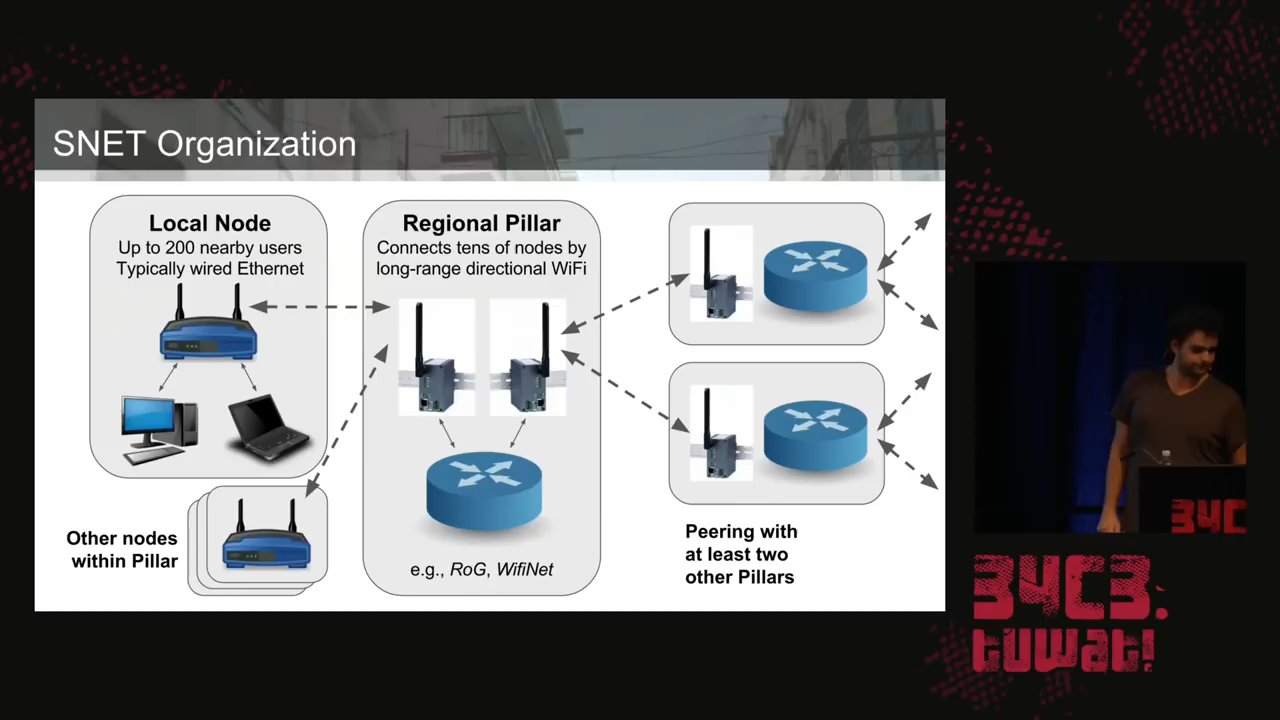 SNET Organization
Local Node
Up to 200 nearby users
Typically wired Ethernet
Other nodes
within Pillar
Regional Pillar
Connects tens of nodes by
long-range directional WiFi
e.g., RoG, WifiNet
Peering with
at least two
other Pillars
34C
34C3.
tuwat!